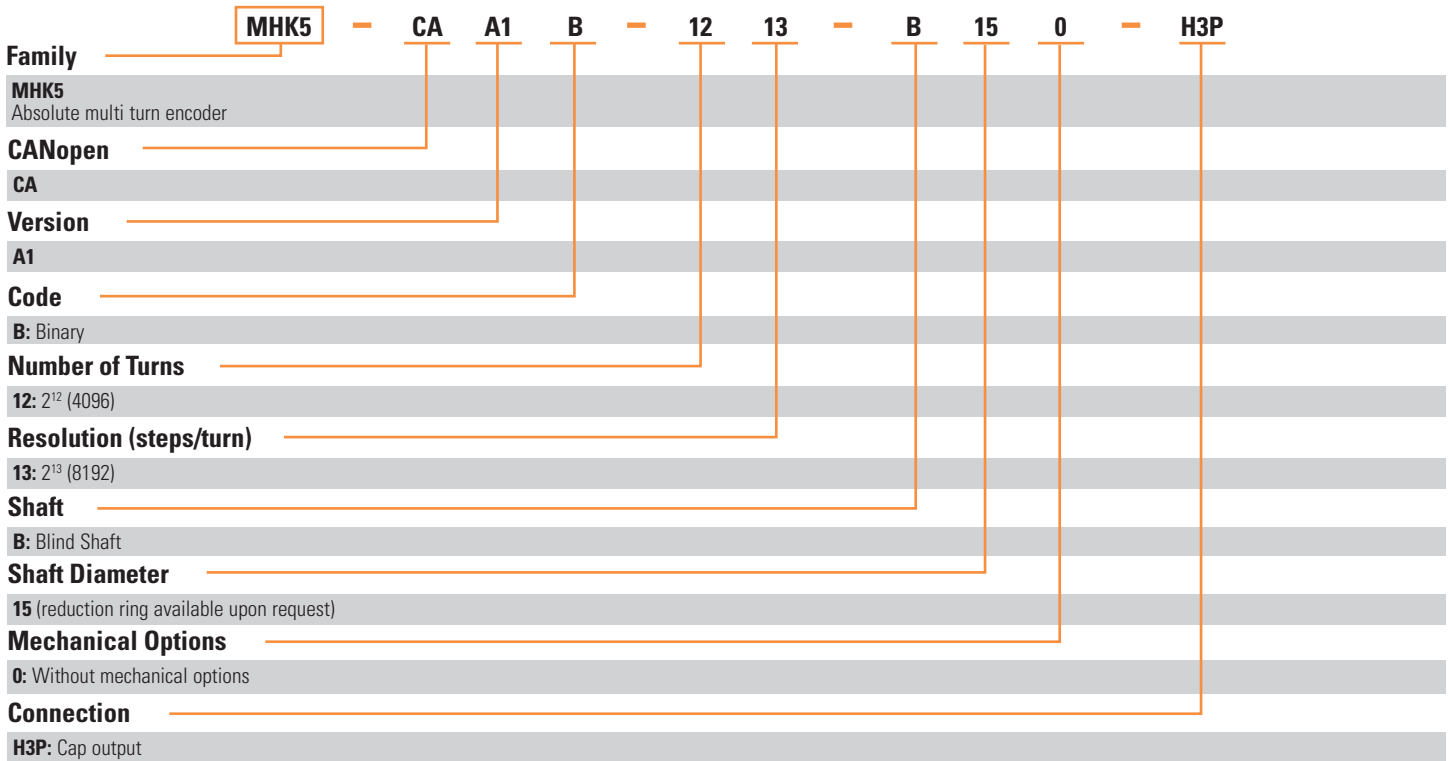 MHK5 – CA A1 B – 12 13 – B 15 0 – H3P
Family
MHK5
Absolute multi turn encoder
CANopen
CA
Version
A1
Code
B: Binary
Number of Turns
12: 2¹² (4096)
Resolution (steps/turn)
13: 2¹³ (8192)
Shaft
B: Blind Shaft
Shaft Diameter
15 (reduction ring available upon request)
Mechanical Options
0: Without mechanical options
Connection
H3P: Cap output